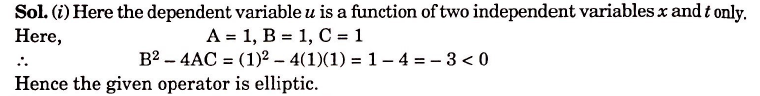 Sol. (i) Here the dependent variable u is a function of two independent variables x and t only.
Here, A = 1, B = 1, C = 1
∴ B² – 4AC = (1)² – 4(1)(1) = 1 – 4 = – 3 < 0
Hence the given operator is elliptic.